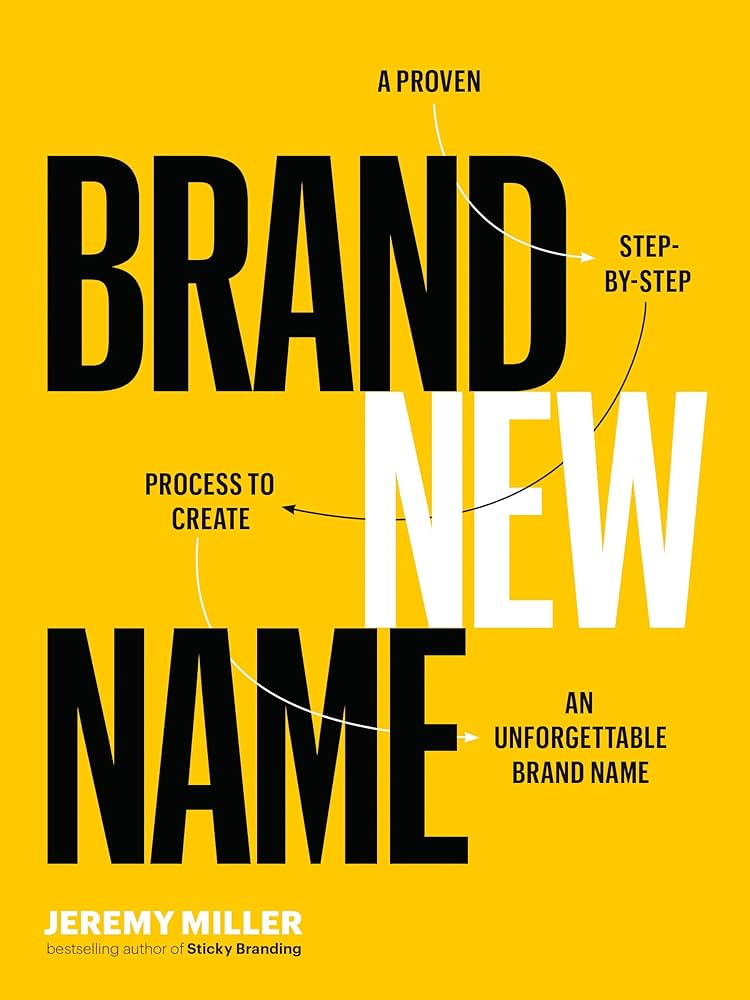 A PROVEN
BRAND
STEP-
BY-STEP
NEW
PROCESS TO
CREATE
NAME
AN
UNFORGETTABLE
BRAND NAME
JEREMY MILLER
bestselling author of Sticky Branding